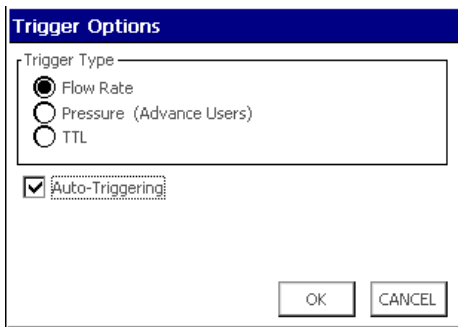 Trigger Options
Trigger Type
Flow Rate
Pressure (Advance Users)
TTL
Auto-Triggering
OK CANCEL